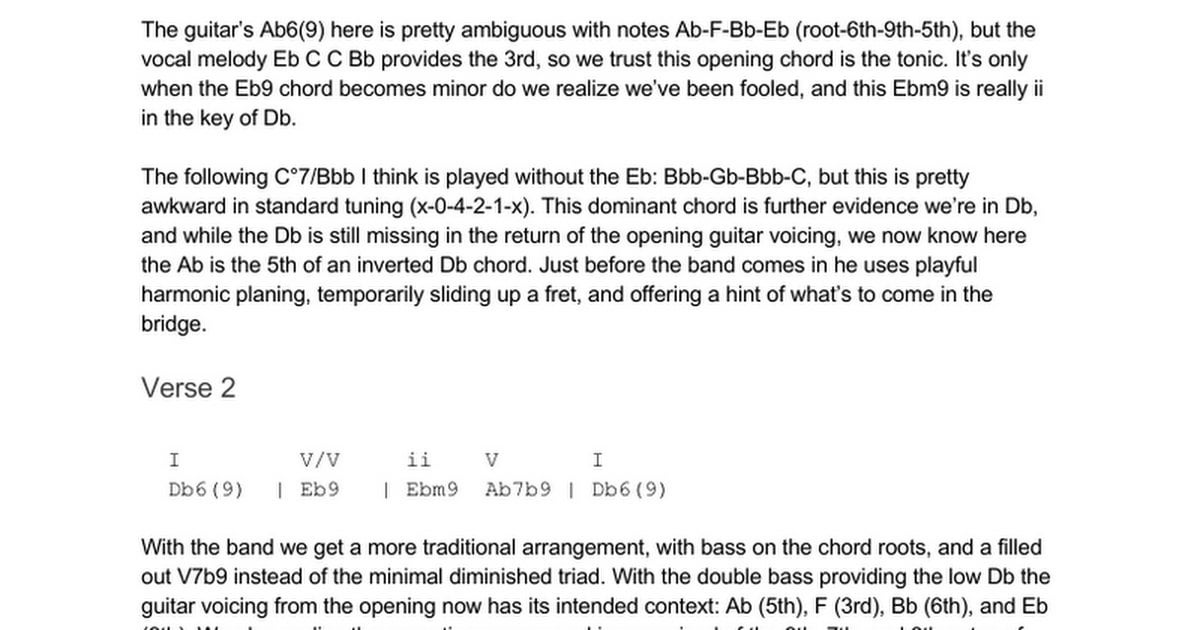 The guitar's Ab6(9) here is pretty ambiguous with notes Ab-F-Bb-Eb (root-6th-9th-5th), but the
vocal melody Eb C C Bb provides the 3rd, so we trust this opening chord is the tonic. It's only
when the Eb9 chord becomes minor do we realize we've been fooled, and this Ebm9 is really ii
in the key of Db.
The following C°7/Bbb I think is played without the Eb: Bbb-Gb-Bbb-C, but this is pretty
awkward in standard tuning (x-0-4-2-1-x). This dominant chord is further evidence we're in Db,
and while the Db is still missing in the return of the opening guitar voicing, we now know here
the Ab is the 5th of an inverted Db chord. Just before the band comes in he uses playful
harmonic planing, temporarily sliding up a fret, and offering a hint of what's to come in the
bridge.
Verse 2
I V/V ii V I
Db6(9) | Eb9 | Ebm9 Ab7b9 | Db6(9)
With the band we get a more traditional arrangement, with bass on the chord roots, and a filled
out V7b9 instead of the minimal diminished triad. With the double bass providing the low Db the
guitar voicing from the opening now has its intended context: Ab (5th), F (3rd), Bb (6th), and Eb